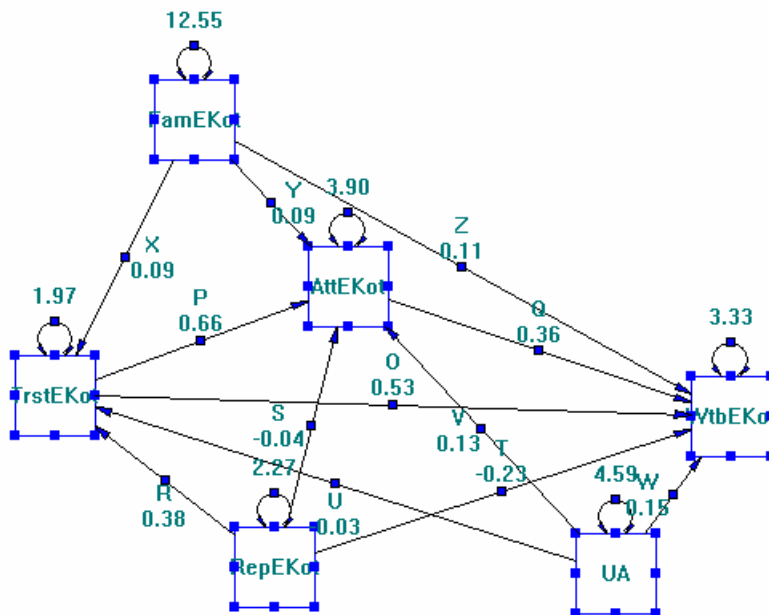 12.55
FamEKot
Y
3.90
0.09
Z
0.11
X
0.09
AttEKot
1.97
P
0.66
Q
0.36
3.33
TrstEKo
O
0.53
WtbEKo
S
-0.04
V
0.13
T
-0.23
2.27
4.59
W
0.15
R
0.38
U
0.03
RepEKot
UA